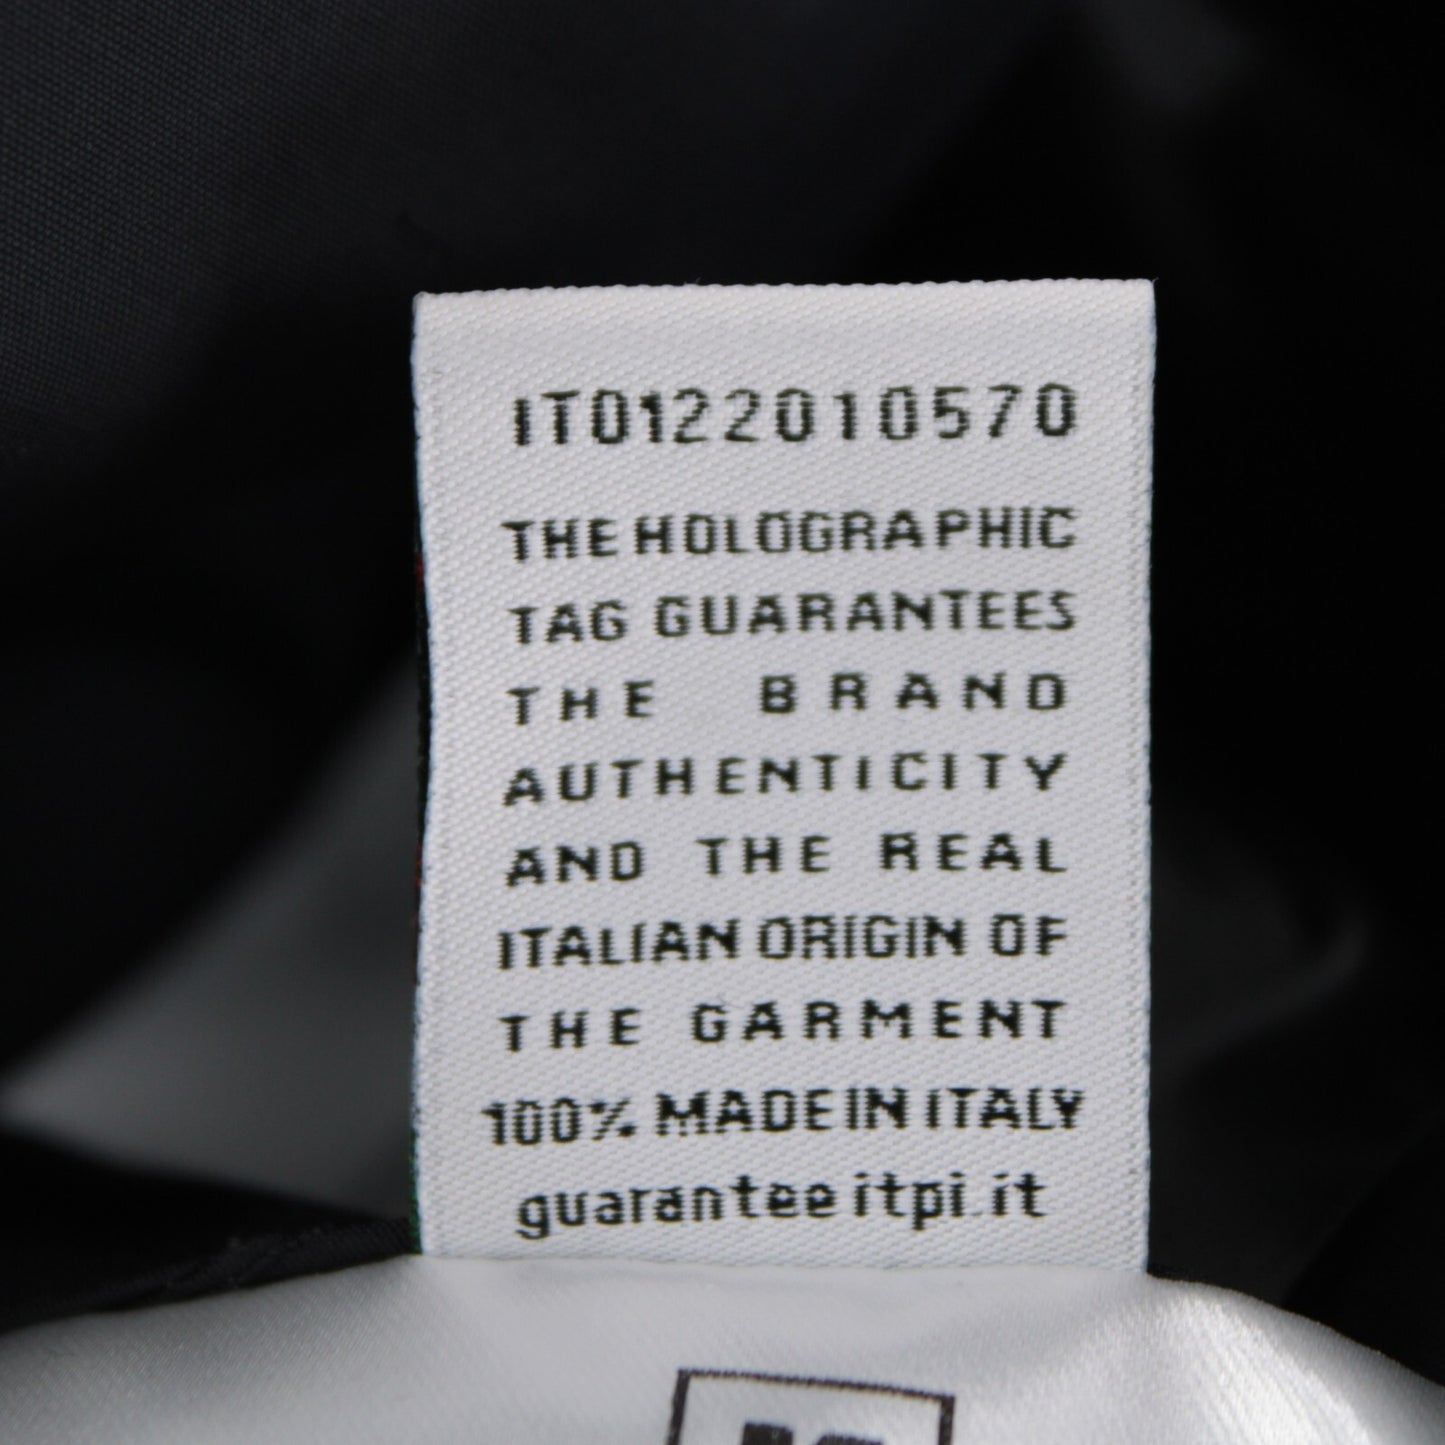 IT0122010570
THE HOLOGRAPHIC
TAG GUARANTEES
THE BRAND
AUTHENTICITY
AND THE REAL
ITALIAN ORIGIN OF
THE GARMENT
100% MADE IN ITALY
guarantee itpi.it